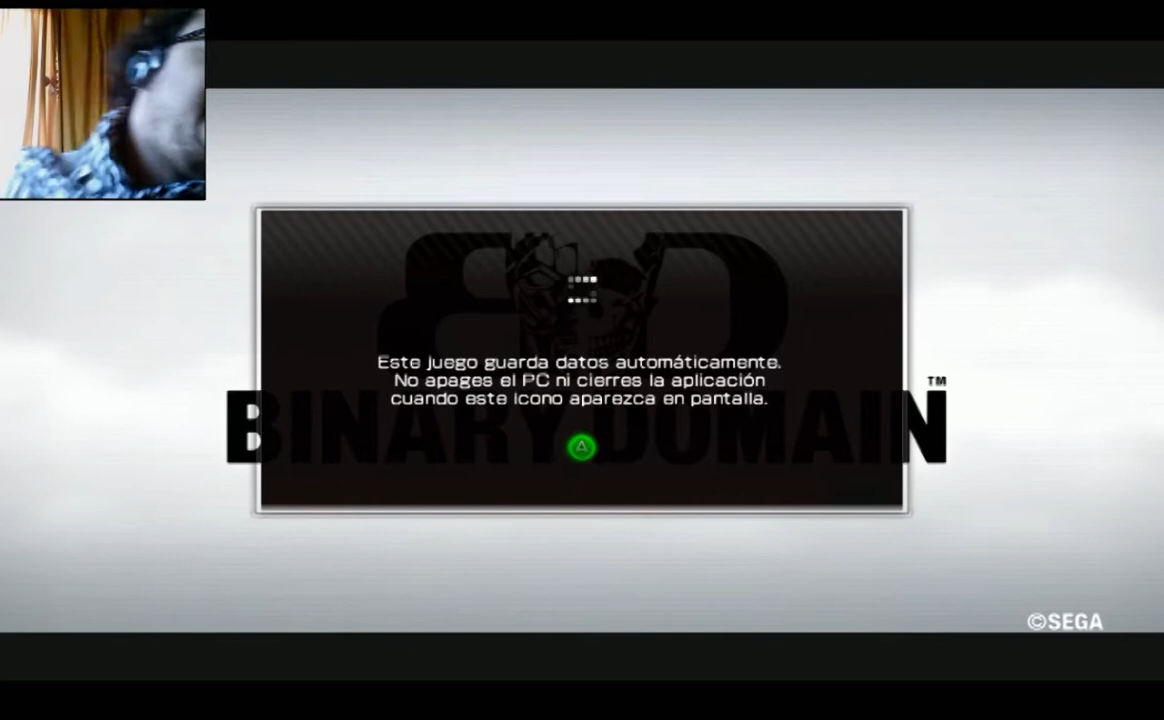 Este juego guarda datos automáticamente.
No apages el PC ni cierres la aplicación
cuando este icono aparezca en pantalla.
A
BINARY DOMAIN™
©SEGA